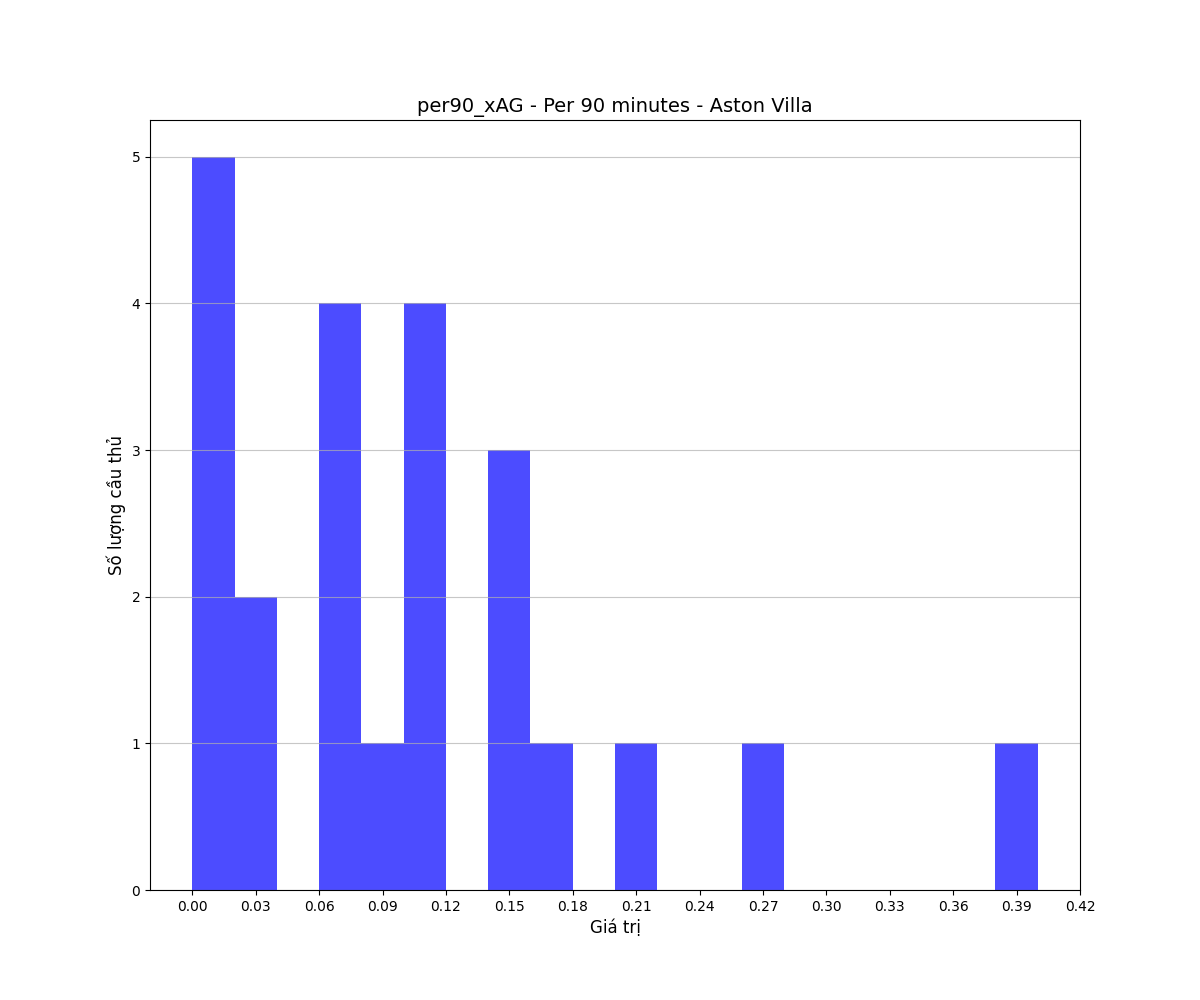 per90_xAG - Per 90 minutes - Aston Villa
Số lượng cầu thủ
5
4
3
2
1
0
0.00 0.03 0.06 0.09 0.12 0.15 0.18 0.21 0.24 0.27 0.30 0.33 0.36 0.39 0.42
Giá trị